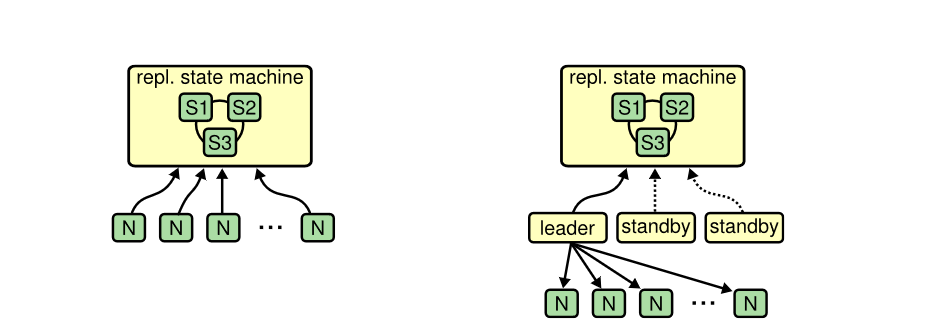 repl. state machine
S1 S2
S3
N N N ... N
repl. state machine
S1 S2
S3
leader standby standby
N N N ... N